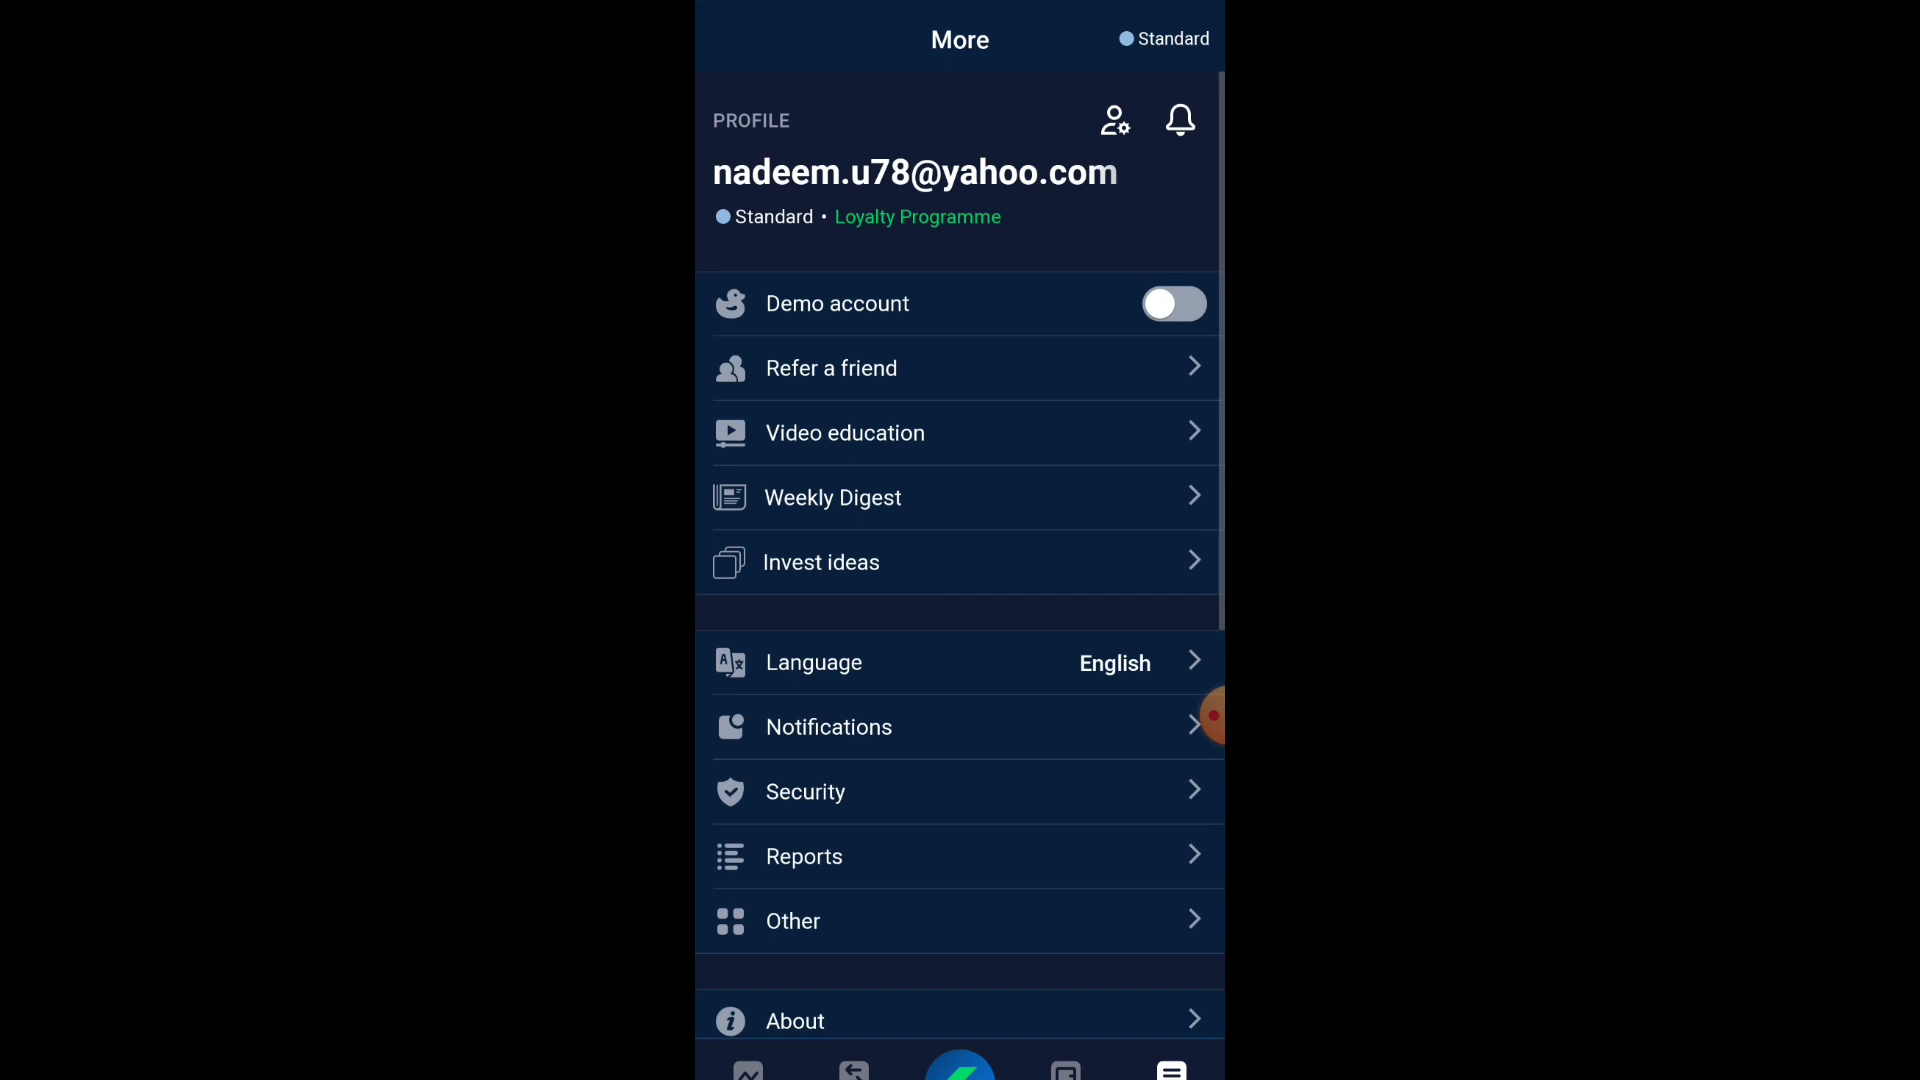 More
Standard
PROFILE
nadeem.u78@yahoo.com
Standard • Loyalty Programme
Demo account
Refer a friend
Video education
Weekly Digest
Invest ideas
Language English
Notifications
Security
Reports
Other
About